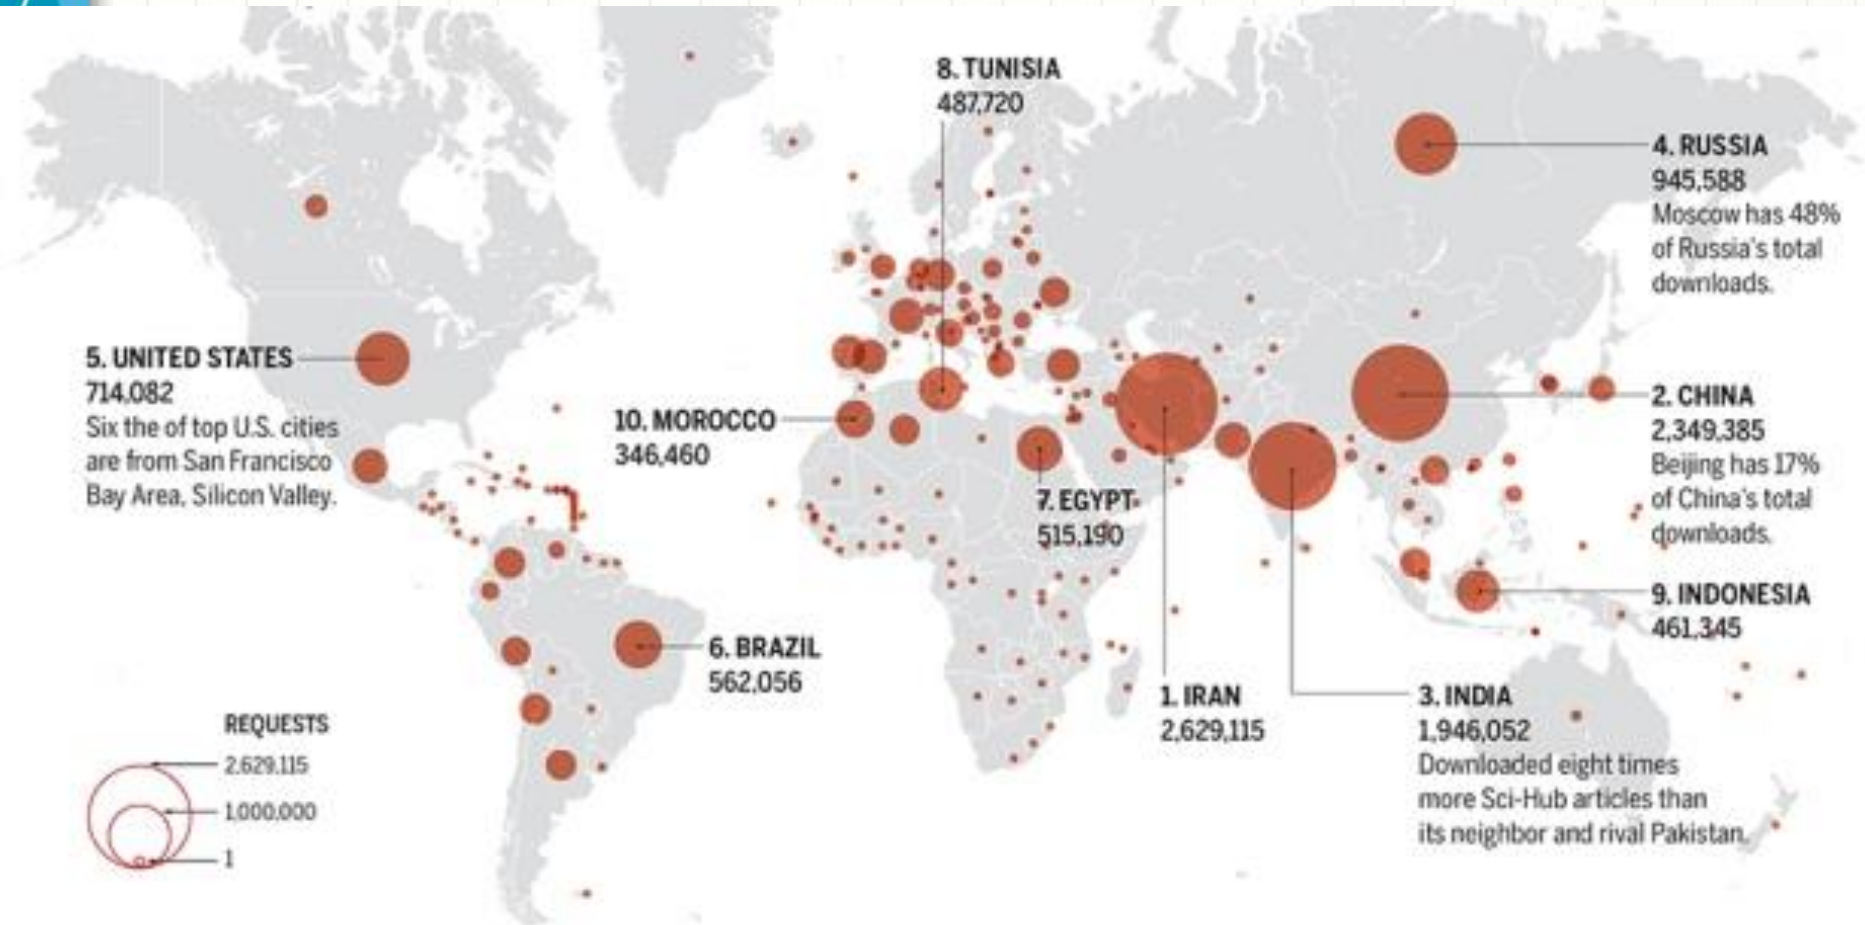 8. TUNISIA
487,720
4. RUSSIA
945,588
Moscow has 48%
of Russia's total
downloads.
5. UNITED STATES
714,082
Six the of top U.S. cities
are from San Francisco
Bay Area, Silicon Valley.
10. MOROCCO
346,460
2. CHINA
2,349,385
Beijing has 17%
of China's total
downloads.
7. EGYPT
515,190
9. INDONESIA
461,345
6. BRAZIL
562,056
1. IRAN
2,629,115
3. INDIA
1,946,052
Downloaded eight times
more Sci-Hub articles than
its neighbor and rival Pakistan.
REQUESTS
2,629,115
1,000,000
1